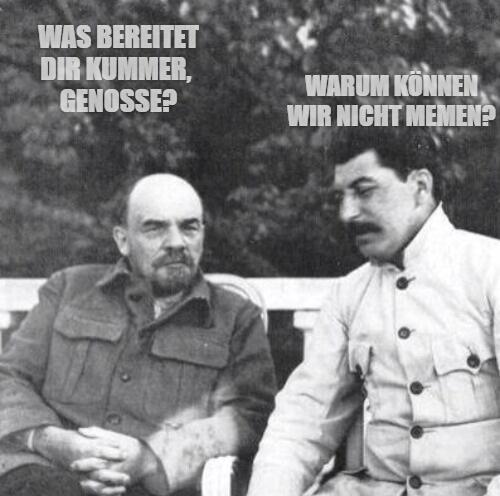 WAS BEREITET
DIR KUMMER,
GENOSSE?
WARUM KÖNNEN
WIR NICHT MEMEN?